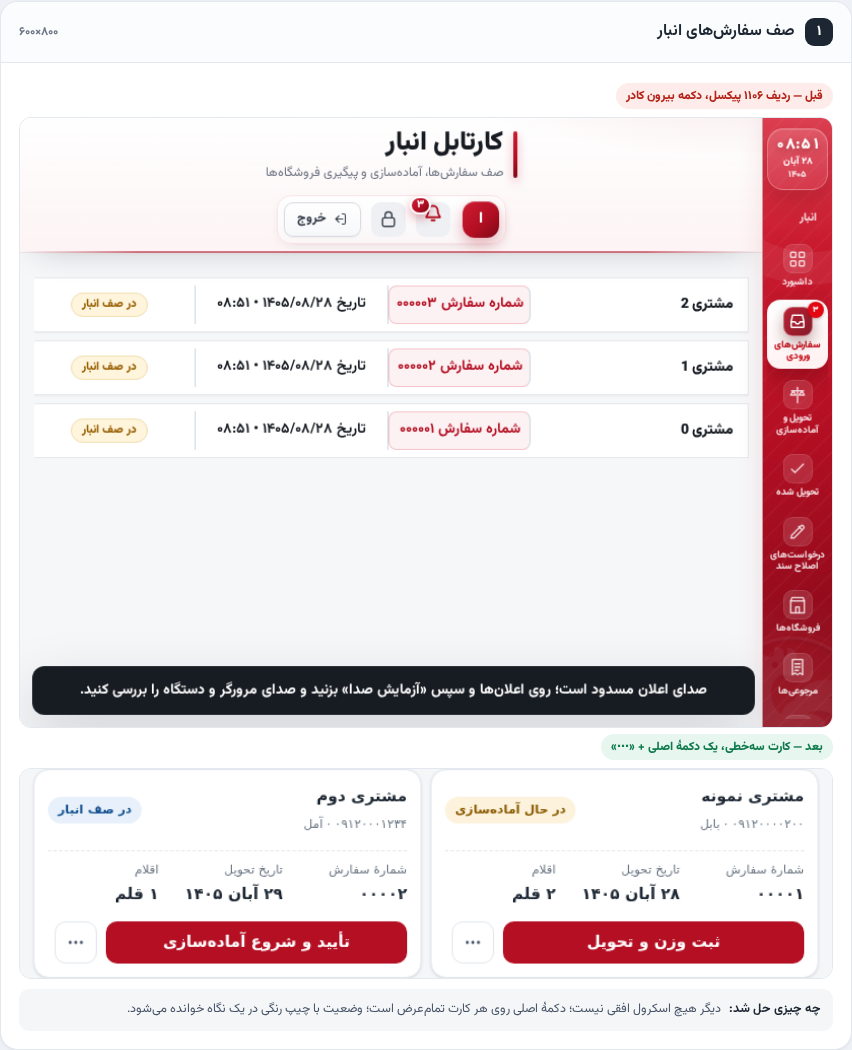 ۱ صف سفارش‌های انبار
۸۰۰×۶۰۰
قبل — ردیف ۱۱۰۶ پیکسل، دکمه بیرون کادر
۰۸:۵۱
۲۸ آبان
۱۴۰۵
انبار
داشبورد
۳
سفارش‌های
ورودی
تحویل و
آماده‌سازی
تحویل شده
درخواست‌های
اصلاح سند
فروشگاه‌ها
مرجوعی‌ها
کارتابل انبار
صف سفارش‌ها، آماده‌سازی و پیگیری فروشگاه‌ها
ا
۳
خروج
مشتری 2 شماره سفارش ۰۰۰۰۰۳ تاریخ ۱۴۰۵/۰۸/۲۸ • ۰۸:۵۱ در صف انبار
مشتری 1 شماره سفارش ۰۰۰۰۰۲ تاریخ ۱۴۰۵/۰۸/۲۸ • ۰۸:۵۱ در صف انبار
مشتری 0 شماره سفارش ۰۰۰۰۰۱ تاریخ ۱۴۰۵/۰۸/۲۸ • ۰۸:۵۱ در صف انبار
صدای اعلان مسدود است؛ روی اعلان‌ها و سپس «آزمایش صدا» بزنید و صدای مرورگر و دستگاه را بررسی کنید.
بعد — کارت سه‌خطی، یک دکمهٔ اصلی + «•••»
مشتری نمونه
۰۹۱۲۰۰۰۰۲۰۰ · بابل
در حال آماده‌سازی
شمارهٔ سفارش تاریخ تحویل اقلام
۰۰۰۰۱ ۲۸ آبان ۱۴۰۵ ۲ قلم
ثبت وزن و تحویل •••
مشتری دوم
۰۹۱۲۰۰۰۱۲۳۴ · آمل
در صف انبار
شمارهٔ سفارش تاریخ تحویل اقلام
۰۰۰۰۲ ۲۹ آبان ۱۴۰۵ ۱ قلم
تأیید و شروع آماده‌سازی •••
چه چیزی حل شد: دیگر هیچ اسکرول افقی نیست؛ دکمهٔ اصلی روی هر کارت تمام‌عرض است؛ وضعیت با چیپ رنگی در یک نگاه خوانده می‌شود.